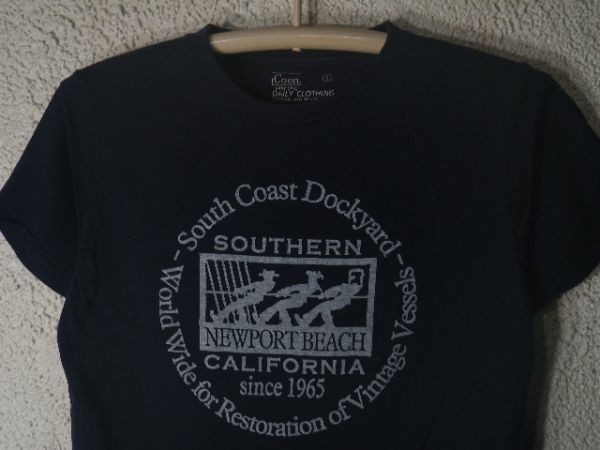 Coen
DAILY CLOTHING
– South Coast Dockyard –
World Wide for Restoration of Vintage Vessels
SOUTHERN
NEWPORT BEACH
CALIFORNIA
since 1965